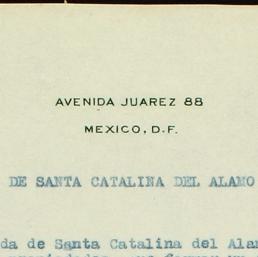 AVENIDA JUAREZ 88
MEXICO, D.F.
DE SANTA CATALINA DEL ALAMO
da de Santa Catalina del Alam